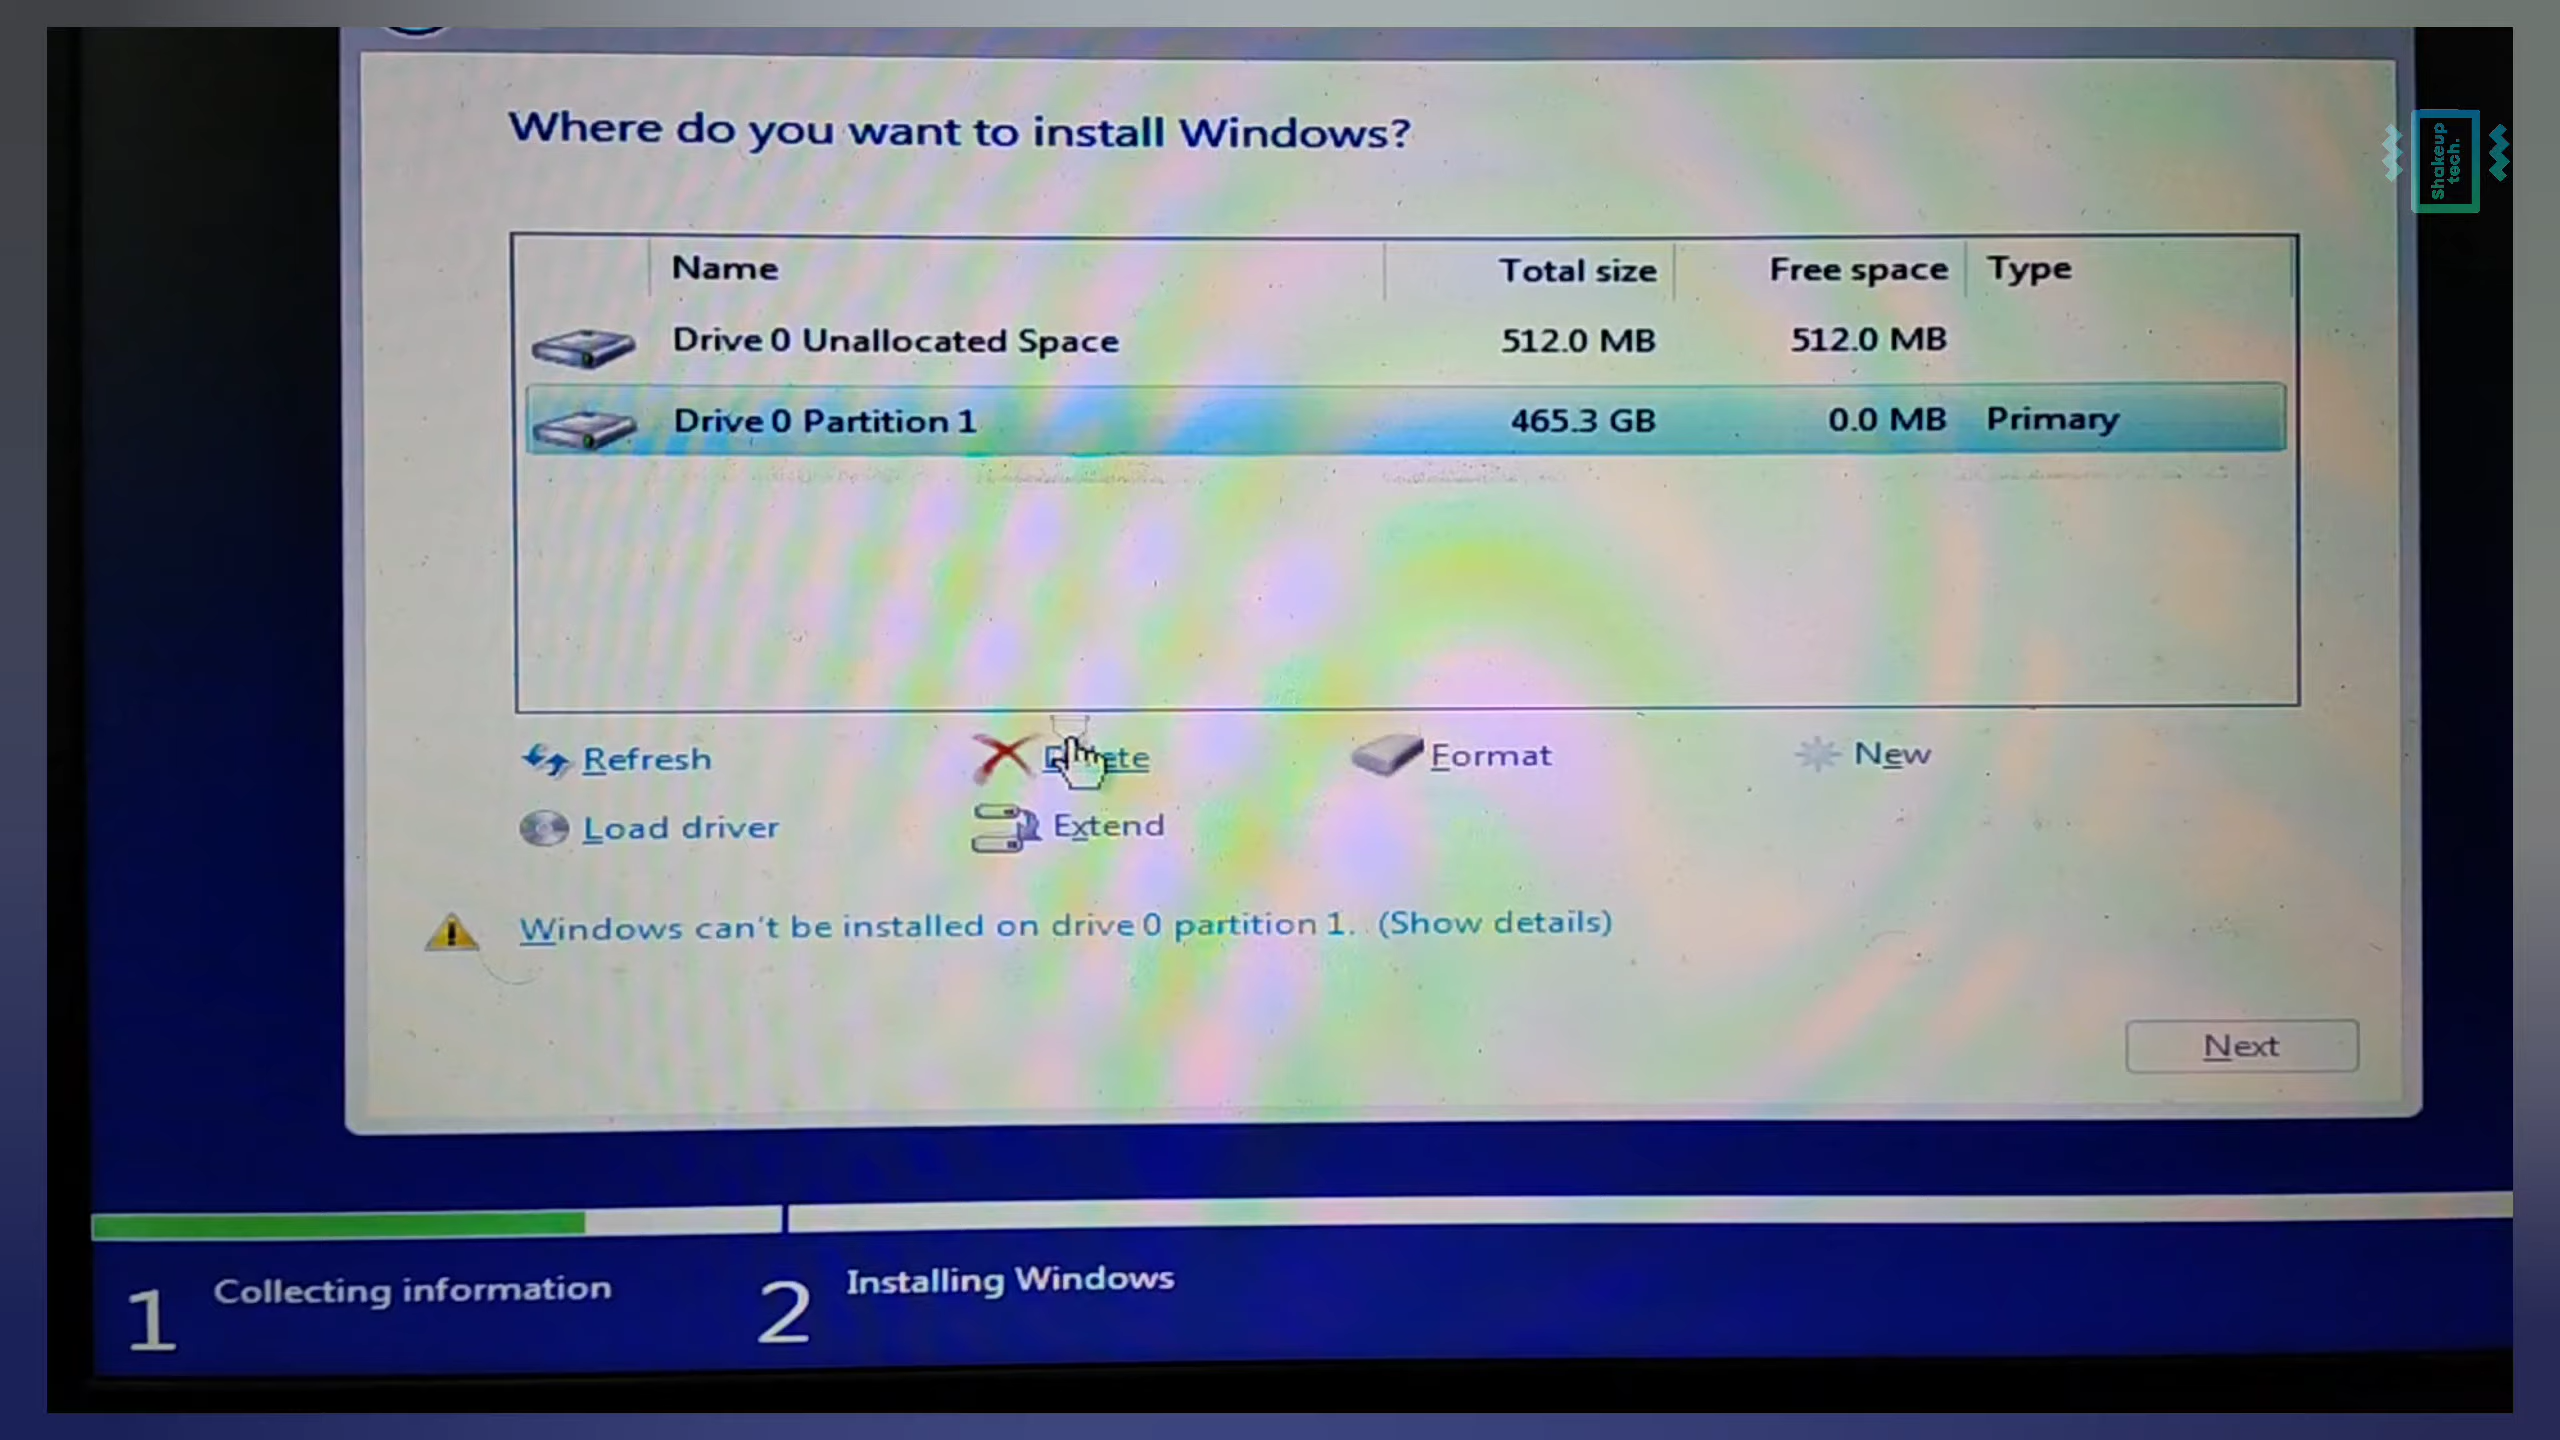 Where do you want to install Windows?
Shakeup
tech.
Name Total size Free space Type
Drive 0 Unallocated Space 512.0 MB 512.0 MB
Drive 0 Partition 1 465.3 GB 0.0 MB Primary
Refresh Format New
Load driver Extend
Windows can't be installed on drive 0 partition 1. (Show details)
Next
1 Collecting information 2 Installing Windows